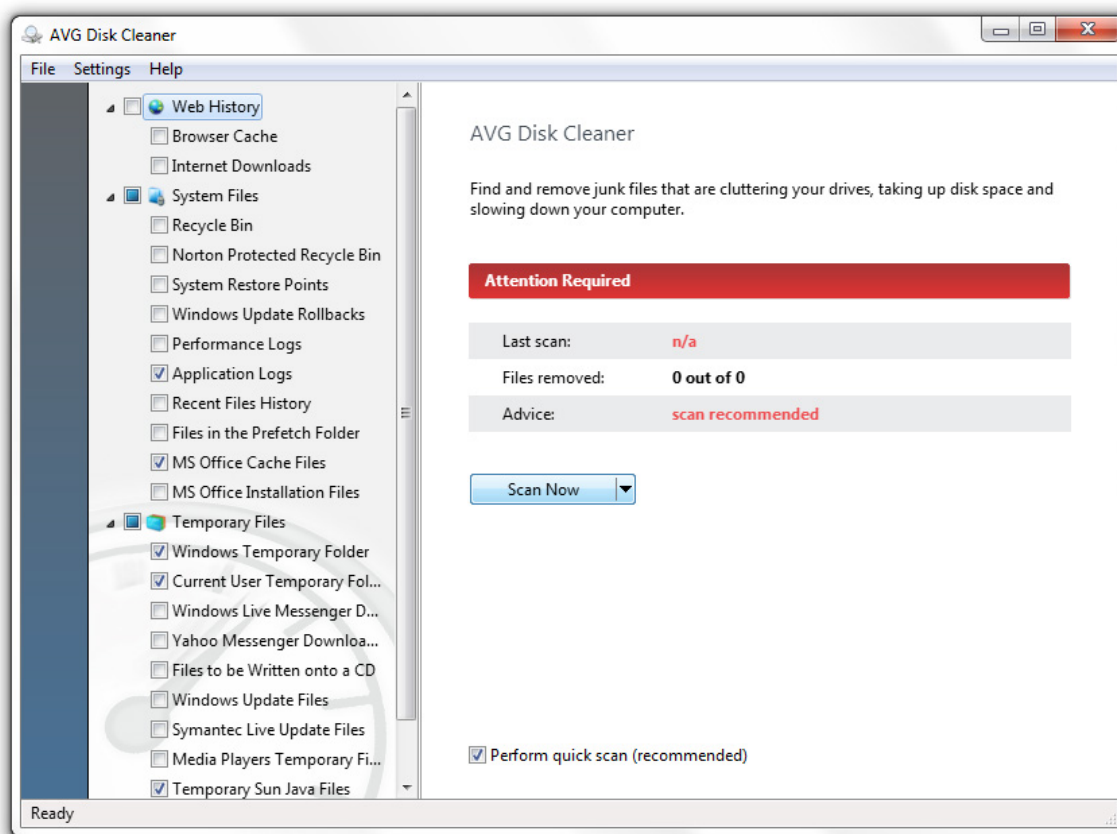 AVG Disk Cleaner
File Settings Help
Web History
Browser Cache
Internet Downloads
System Files
Recycle Bin
Norton Protected Recycle Bin
System Restore Points
Windows Update Rollbacks
Performance Logs
Application Logs
Recent Files History
Files in the Prefetch Folder
MS Office Cache Files
MS Office Installation Files
Temporary Files
Windows Temporary Folder
Current User Temporary Fol...
Windows Live Messenger D...
Yahoo Messenger Downloa...
Files to be Written onto a CD
Windows Update Files
Symantec Live Update Files
Media Players Temporary Fi...
Temporary Sun Java Files
AVG Disk Cleaner
Find and remove junk files that are cluttering your drives, taking up disk space and
slowing down your computer.
Attention Required
Last scan: n/a
Files removed: 0 out of 0
Advice: scan recommended
Scan Now
Perform quick scan (recommended)
Ready